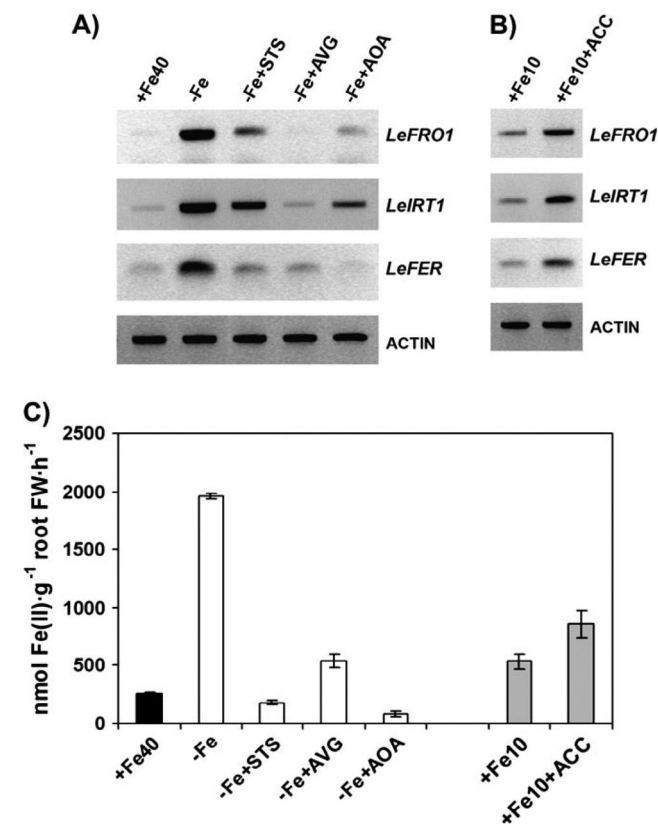 A)
+Fe40
-Fe
-Fe+STS
-Fe+AVG
-Fe+AOA
LeFRO1
LeIRT1
LeFER
ACTIN
B)
+Fe10
+Fe10+ACC
LeFRO1
LeIRT1
LeFER
ACTIN
C)
nmol Fe(II)·g⁻¹ root FW·h⁻¹
2500
2000
1500
1000
500
0
+Fe40
-Fe
-Fe+STS
-Fe+AVG
-Fe+AOA
+Fe10
+Fe10+ACC